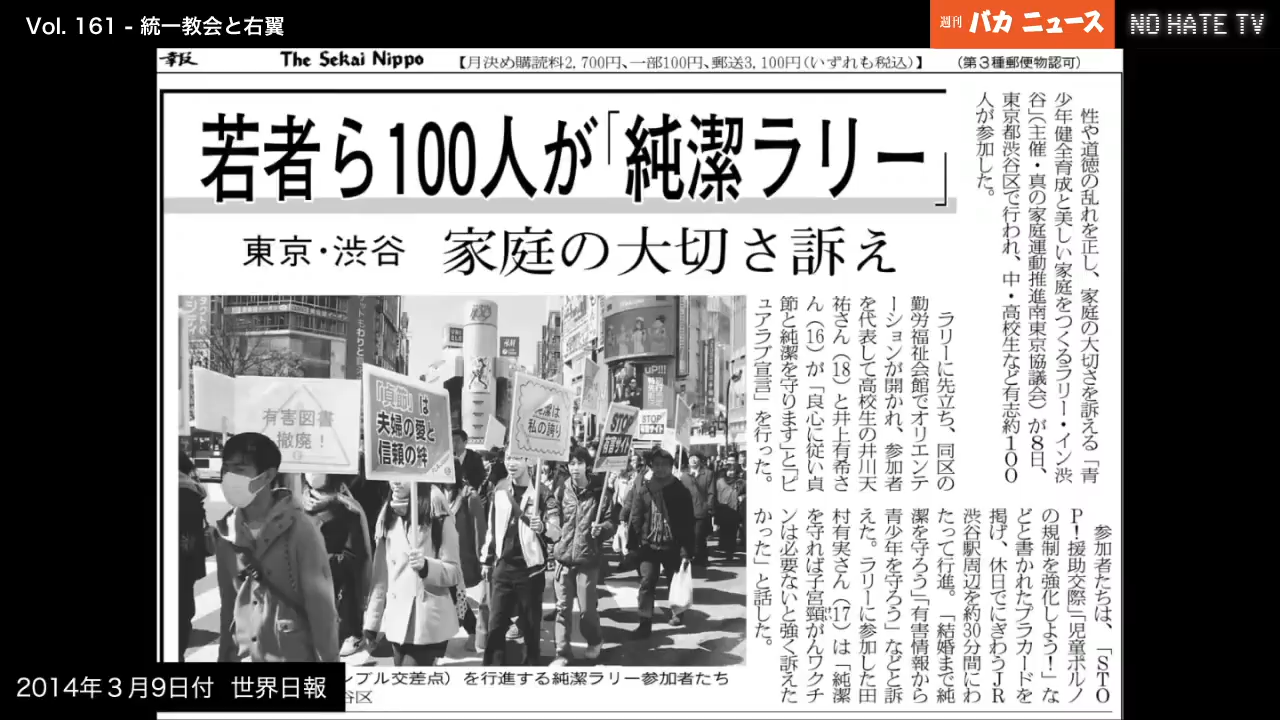 Vol. 161 - 統一教会と右翼
週刊 バカ ニュース
NO HATE TV
報 The Sekai Nippo 【月決め購読料2,700円、一部100円、郵送3,100円（いずれも税込）】 （第3種郵便物認可）
若者ら100人が「純潔ラリー」
東京・渋谷 家庭の大切さ訴え
性や道徳の乱れを正し、家庭の大切さを訴える「青
少年健全育成と美しい家庭をつくるラリー・イン渋
谷」（主催・真の家庭運動推進南東京協議会）が8日、
東京都渋谷区で行われ、中・高校生など有志約100
人が参加した。
ラリーに先立ち、同区の
勤労福祉会館でオリエンテ
ーションが開かれ、参加者
を代表して高校生の井川天
祐さん（18）と井上有希さ
ん（16）が「良心に従い貞
節と純潔を守ります」と「ピ
ュアラブ宣言」を行った。
参加者たちは、「STO
P！援助交際」「児童ポルノ
の規制を強化しよう！」な
どと書かれたプラカードを
掲げ、休日でにぎわうJR
渋谷駅周辺を約30分間にわ
たって行進。「結婚まで純
潔を守ろう」「有害情報から
青少年を守ろう」などと訴
えた。ラリーに参加した田
村有実さん（17）は「純潔
を守れば子宮頸がんワクチ
ンは必要ないと強く訴えた
かった」と話した。
有害図書
撤廃！
「貞節」は
夫婦の愛と
信頼の絆
純潔は
私の誇り
STOP
有害サイト
STOP
uP!!!
H&M
ンブル交差点）を行進する純潔ラリー参加者たち
谷区
2014年3月9日付 世界日報